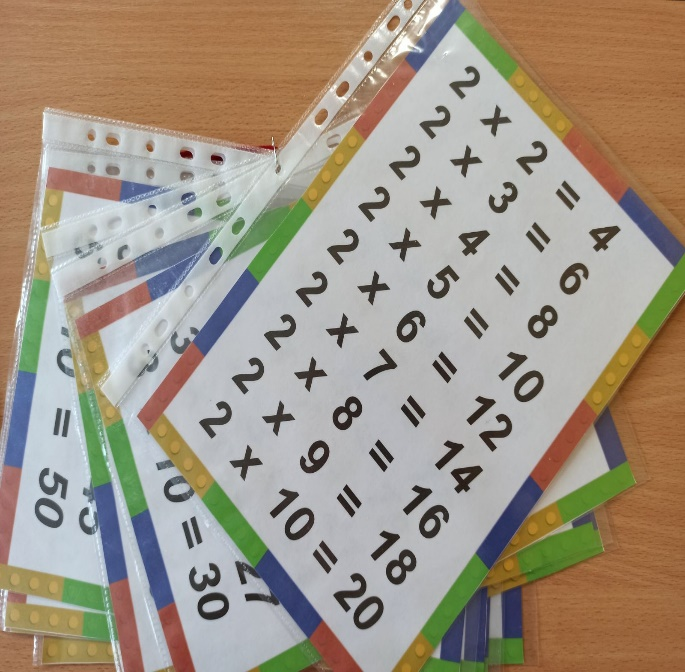 2 x 2 = 4
2 x 3 = 6
2 x 4 = 8
2 x 5 = 10
2 x 6 = 12
2 x 7 = 14
2 x 8 = 16
2 x 9 = 18
2 x 10 = 20
27
10 = 30
45
10 = 50